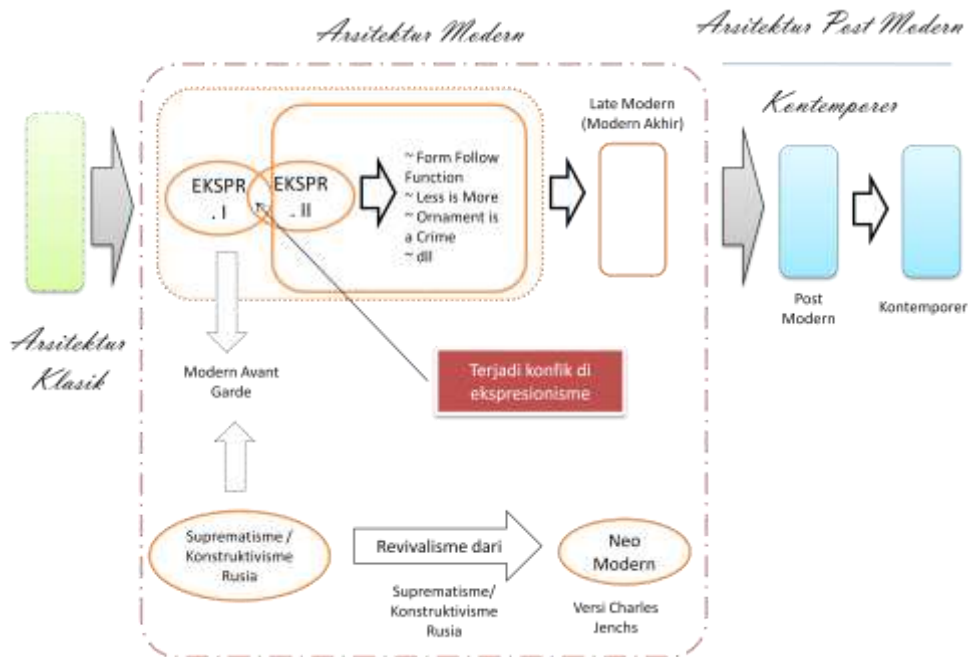 Arsitektur Modern
Arsitektur Post Modern
Kontemporer
Late Modern
(Modern Akhir)
EKSPR
. I
EKSPR
. II
~ Form Follow
Function
~ Less is More
~ Ornament is
a Crime
~ dll
Post
Modern
Kontemporer
Arsitektur
Klasik
Modern Avant
Garde
Terjadi konfik di
ekspresionisme
Suprematisme /
Konstruktivisme
Rusia
Revivalisme dari
Suprematisme/
Konstruktivisme
Rusia
Neo
Modern
Versi Charles
Jenchs